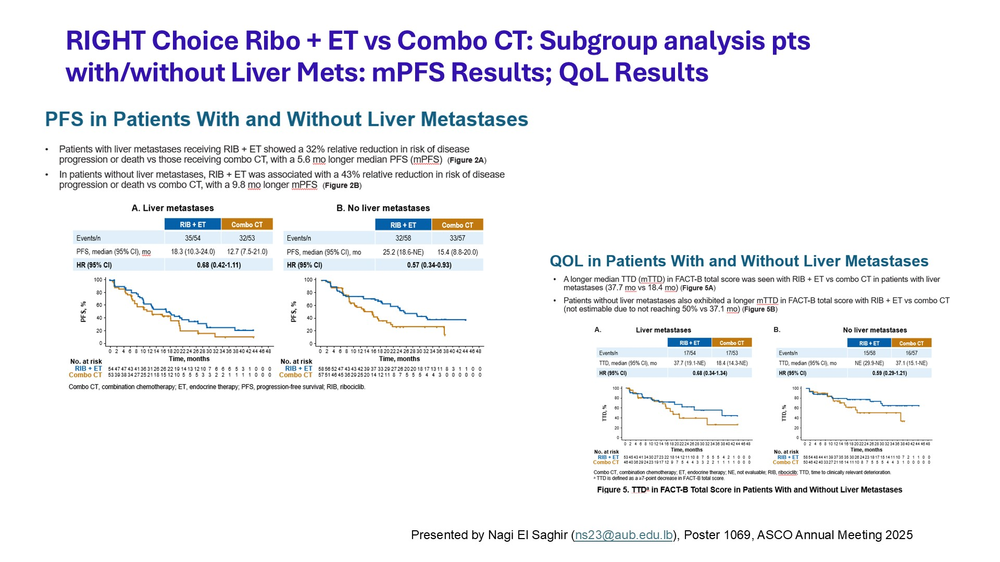 RIGHT Choice Ribo + ET vs Combo CT: Subgroup analysis pts
with/without Liver Mets: mPFS Results; QoL Results
PFS in Patients With and Without Liver Metastases
• Patients with liver metastases receiving RIB + ET showed a 32% relative reduction in risk of disease
progression or death vs those receiving combo CT, with a 5.6 mo longer median PFS (mPFS) (Figure 2A)
• In patients without liver metastases, RIB + ET was associated with a 43% relative reduction in risk of disease
progression or death vs combo CT, with a 9.8 mo longer mPFS (Figure 2B)
A. Liver metastases
RIB + ET Combo CT
Events/n 35/54 32/53
PFS, median (95% CI), mo 18.3 (10.3-24.0) 12.7 (7.5-21.0)
HR (95% CI) 0.68 (0.42-1.11)
PFS, %
100
80
60
40
20
0
0 2 4 6 8 10 12 14 16 18 20 22 24 26 28 30 32 34 36 38 40 42 44 46 48
Time, months
No. at risk
RIB + ET 54 47 47 43 41 36 31 26 26 22 19 14 13 12 10 7 6 6 3 3 3 1 0 0 0
Combo CT 53 39 38 34 27 25 21 18 15 12 10 5 5 4 3 3 2 2 1 1 1 1 0 0 0
B. No liver metastases
RIB + ET Combo CT
Events/n 32/58 33/57
PFS, median (95% CI), mo 25.2 (18.6-NE) 15.4 (8.8-20.0)
HR (95% CI) 0.57 (0.34-0.93)
PFS, %
100
80
60
40
20
0
0 2 4 6 8 10 12 14 16 18 20 22 24 26 28 30 32 34 36 38 40 42 44 46 48
Time, months
No. at risk
RIB + ET 58 56 52 47 43 43 42 39 37 33 29 27 26 20 18 17 13 11 8 3 1 1 0 0
Combo CT 57 51 46 45 36 29 25 20 14 12 11 8 7 5 5 4 4 3 1 0 0 0 0 0 0
Combo CT, combination chemotherapy; ET, endocrine therapy; PFS, progression-free survival; RIB, ribociclib.
QOL in Patients With and Without Liver Metastases
• A longer median TTD (mTTD) in FACT-B total score was seen with RIB + ET vs combo CT in patients with liver
metastases (37.7 mo vs 18.4 mo) (Figure 5A)
• Patients without liver metastases also exhibited a longer mTTD in FACT-B total score with RIB + ET vs combo CT
(not estimable due to not reaching 50% vs 37.1 mo) (Figure 5B)
A. Liver metastases
RIB + ET Combo CT
Events/n 17/54 17/53
TTD, median (95% CI), mo 37.7 (19.1-NE) 18.4 (14.3-NE)
HR (95% CI) 0.68 (0.34-1.34)
TTD, %
100
80
60
40
20
0
0 2 4 6 8 10 12 14 16 18 20 22 24 26 28 30 32 34 36 38 40 42 44 46 48
Time, months
No. at risk
RIB + ET 53 45 43 41 34 30 27 23 22 18 14 12 11 10 8 7 5 5 5 4 2 1 0 0 0
Combo CT 46 40 36 29 24 23 19 17 12 9 7 5 4 4 3 3 2 2 1 1 1 1 0 0 0
B. No liver metastases
RIB + ET Combo CT
Events/n 15/58 16/57
TTD, median (95% CI), mo NE (29.9-NE) 37.1 (15.1-NE)
HR (95% CI) 0.59 (0.29-1.21)
TTD, %
100
80
60
40
20
0
0 2 4 6 8 10 12 14 16 18 20 22 24 26 28 30 32 34 36 38 40 42 44 46 48
Time, months
No. at risk
RIB + ET 58 54 48 44 41 39 37 35 35 30 26 24 23 18 17 15 14 11 10 7 2 1 1 0 0
Combo CT 50 46 42 40 33 27 21 16 14 11 10 8 7 5 5 5 4 4 3 1 0 0 0 0 0
Combo CT, combination chemotherapy; ET, endocrine therapy; NE, not evaluable; RIB, ribociclib; TTD, time to clinically relevant deterioration.
ᵃ TTD is defined as a ≥7-point decrease in FACT-B total score.
Figure 5. TTDᵃ in FACT-B Total Score in Patients With and Without Liver Metastases
Presented by Nagi El Saghir (ns23@aub.edu.lb), Poster 1069, ASCO Annual Meeting 2025